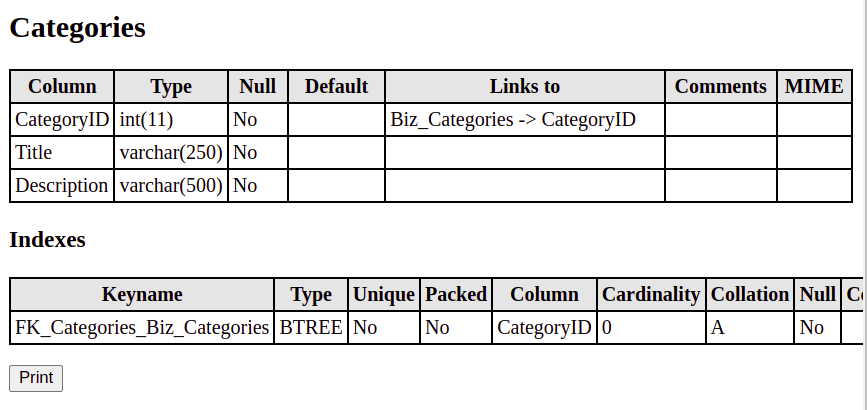 Categories
Column Type Null Default Links to Comments MIME
CategoryID int(11) No Biz_Categories -> CategoryID
Title varchar(250) No
Description varchar(500) No
Indexes
Keyname Type Unique Packed Column Cardinality Collation Null
FK_Categories_Biz_Categories BTREE No No CategoryID 0 A No
Print